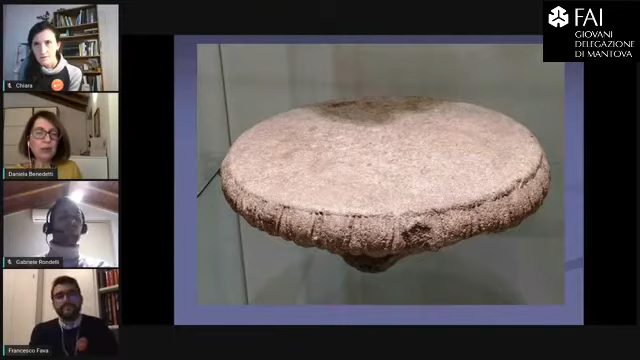 FAI
GIOVANI
DELEGAZIONE
DI MANTOVA
Chiara
Daniela Benedetti
Gabriele Rondelli
Francesco Fava